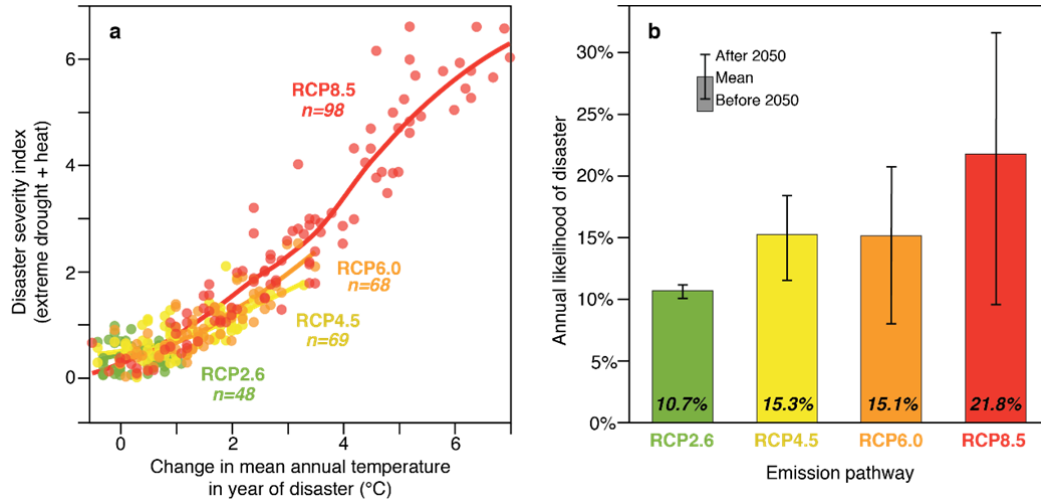 a
6
4
2
0
Disaster severity index
(extreme drought + heat)
RCP8.5
n=98
RCP6.0
n=68
RCP4.5
n=69
RCP2.6
n=48
0 2 4 6
Change in mean annual temperature
in year of disaster (°C)
b
After 2050
Mean
Before 2050
30%
25%
20%
15%
10%
5%
0%
Annual likelihood of disaster
10.7% 15.3% 15.1% 21.8%
RCP2.6 RCP4.5 RCP6.0 RCP8.5
Emission pathway